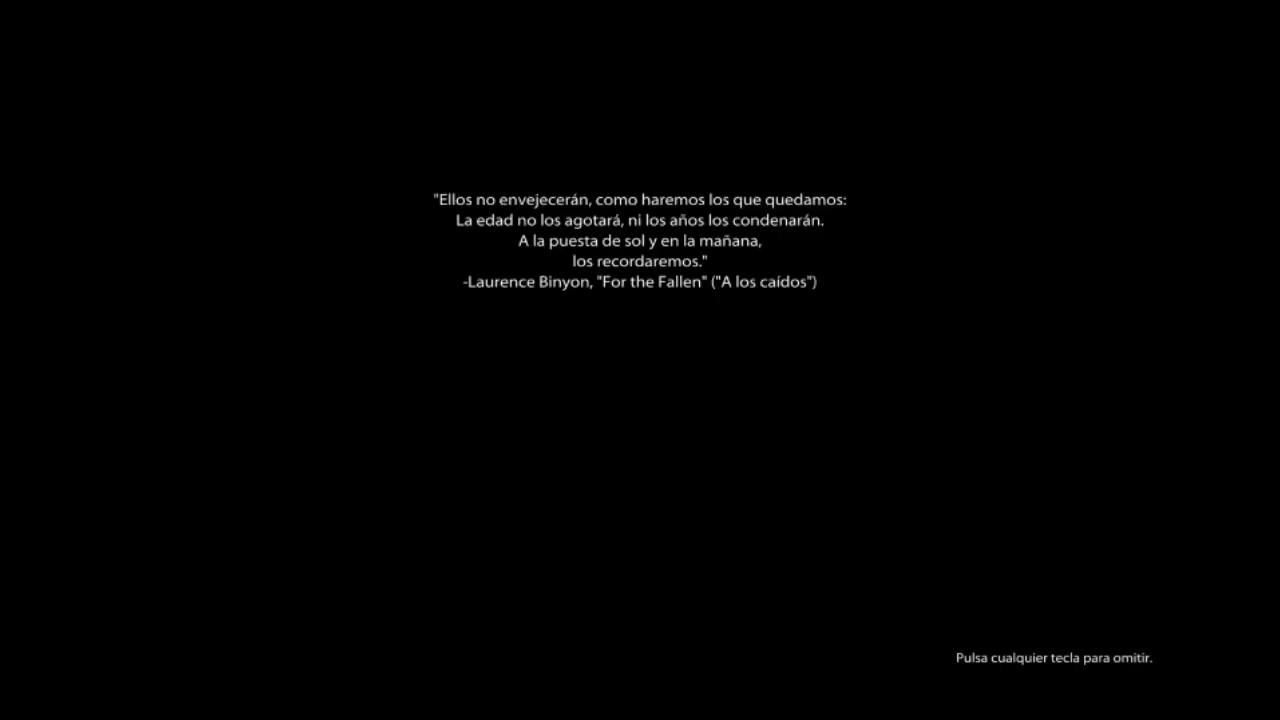 "Ellos no envejecerán, como haremos los que quedamos:
La edad no los agotará, ni los años los condenarán.
A la puesta de sol y en la mañana,
los recordaremos."
-Laurence Binyon, "For the Fallen" ("A los caídos")
Pulsa cualquier tecla para omitir.